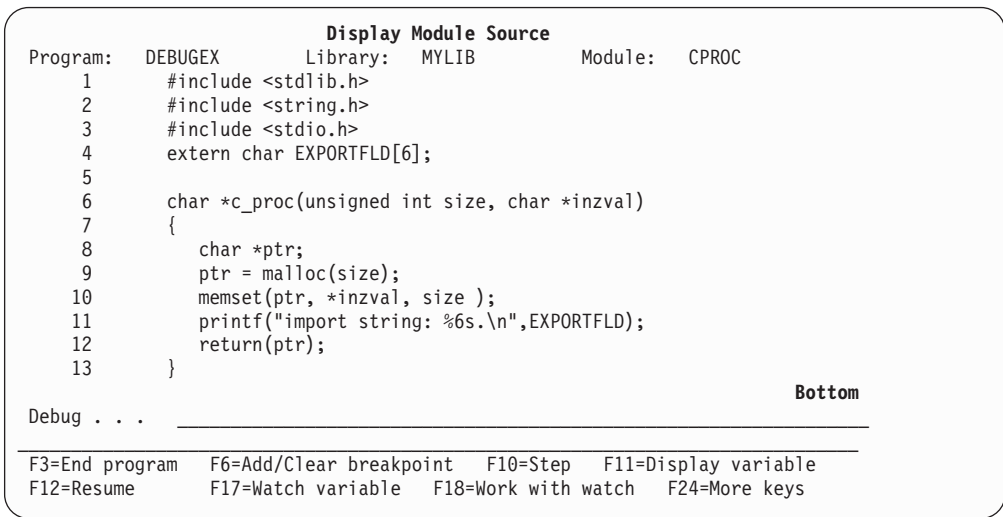 Display Module Source
Program:   DEBUGEX        Library:   MYLIB          Module:   CPROC
     1       #include <stdlib.h>
     2       #include <string.h>
     3       #include <stdio.h>
     4       extern char EXPORTFLD[6];
     5
     6       char *c_proc(unsigned int size, char *inzval)
     7       {
     8          char *ptr;
     9          ptr = malloc(size);
    10          memset(ptr, *inzval, size );
    11          printf("import string: %6s.\n",EXPORTFLD);
    12          return(ptr);
    13       }
Bottom
Debug . . .   __________________________________________________________________
________________________________________________________________________________
F3=End program   F6=Add/Clear breakpoint   F10=Step   F11=Display variable
F12=Resume       F17=Watch variable   F18=Work with watch   F24=More keys